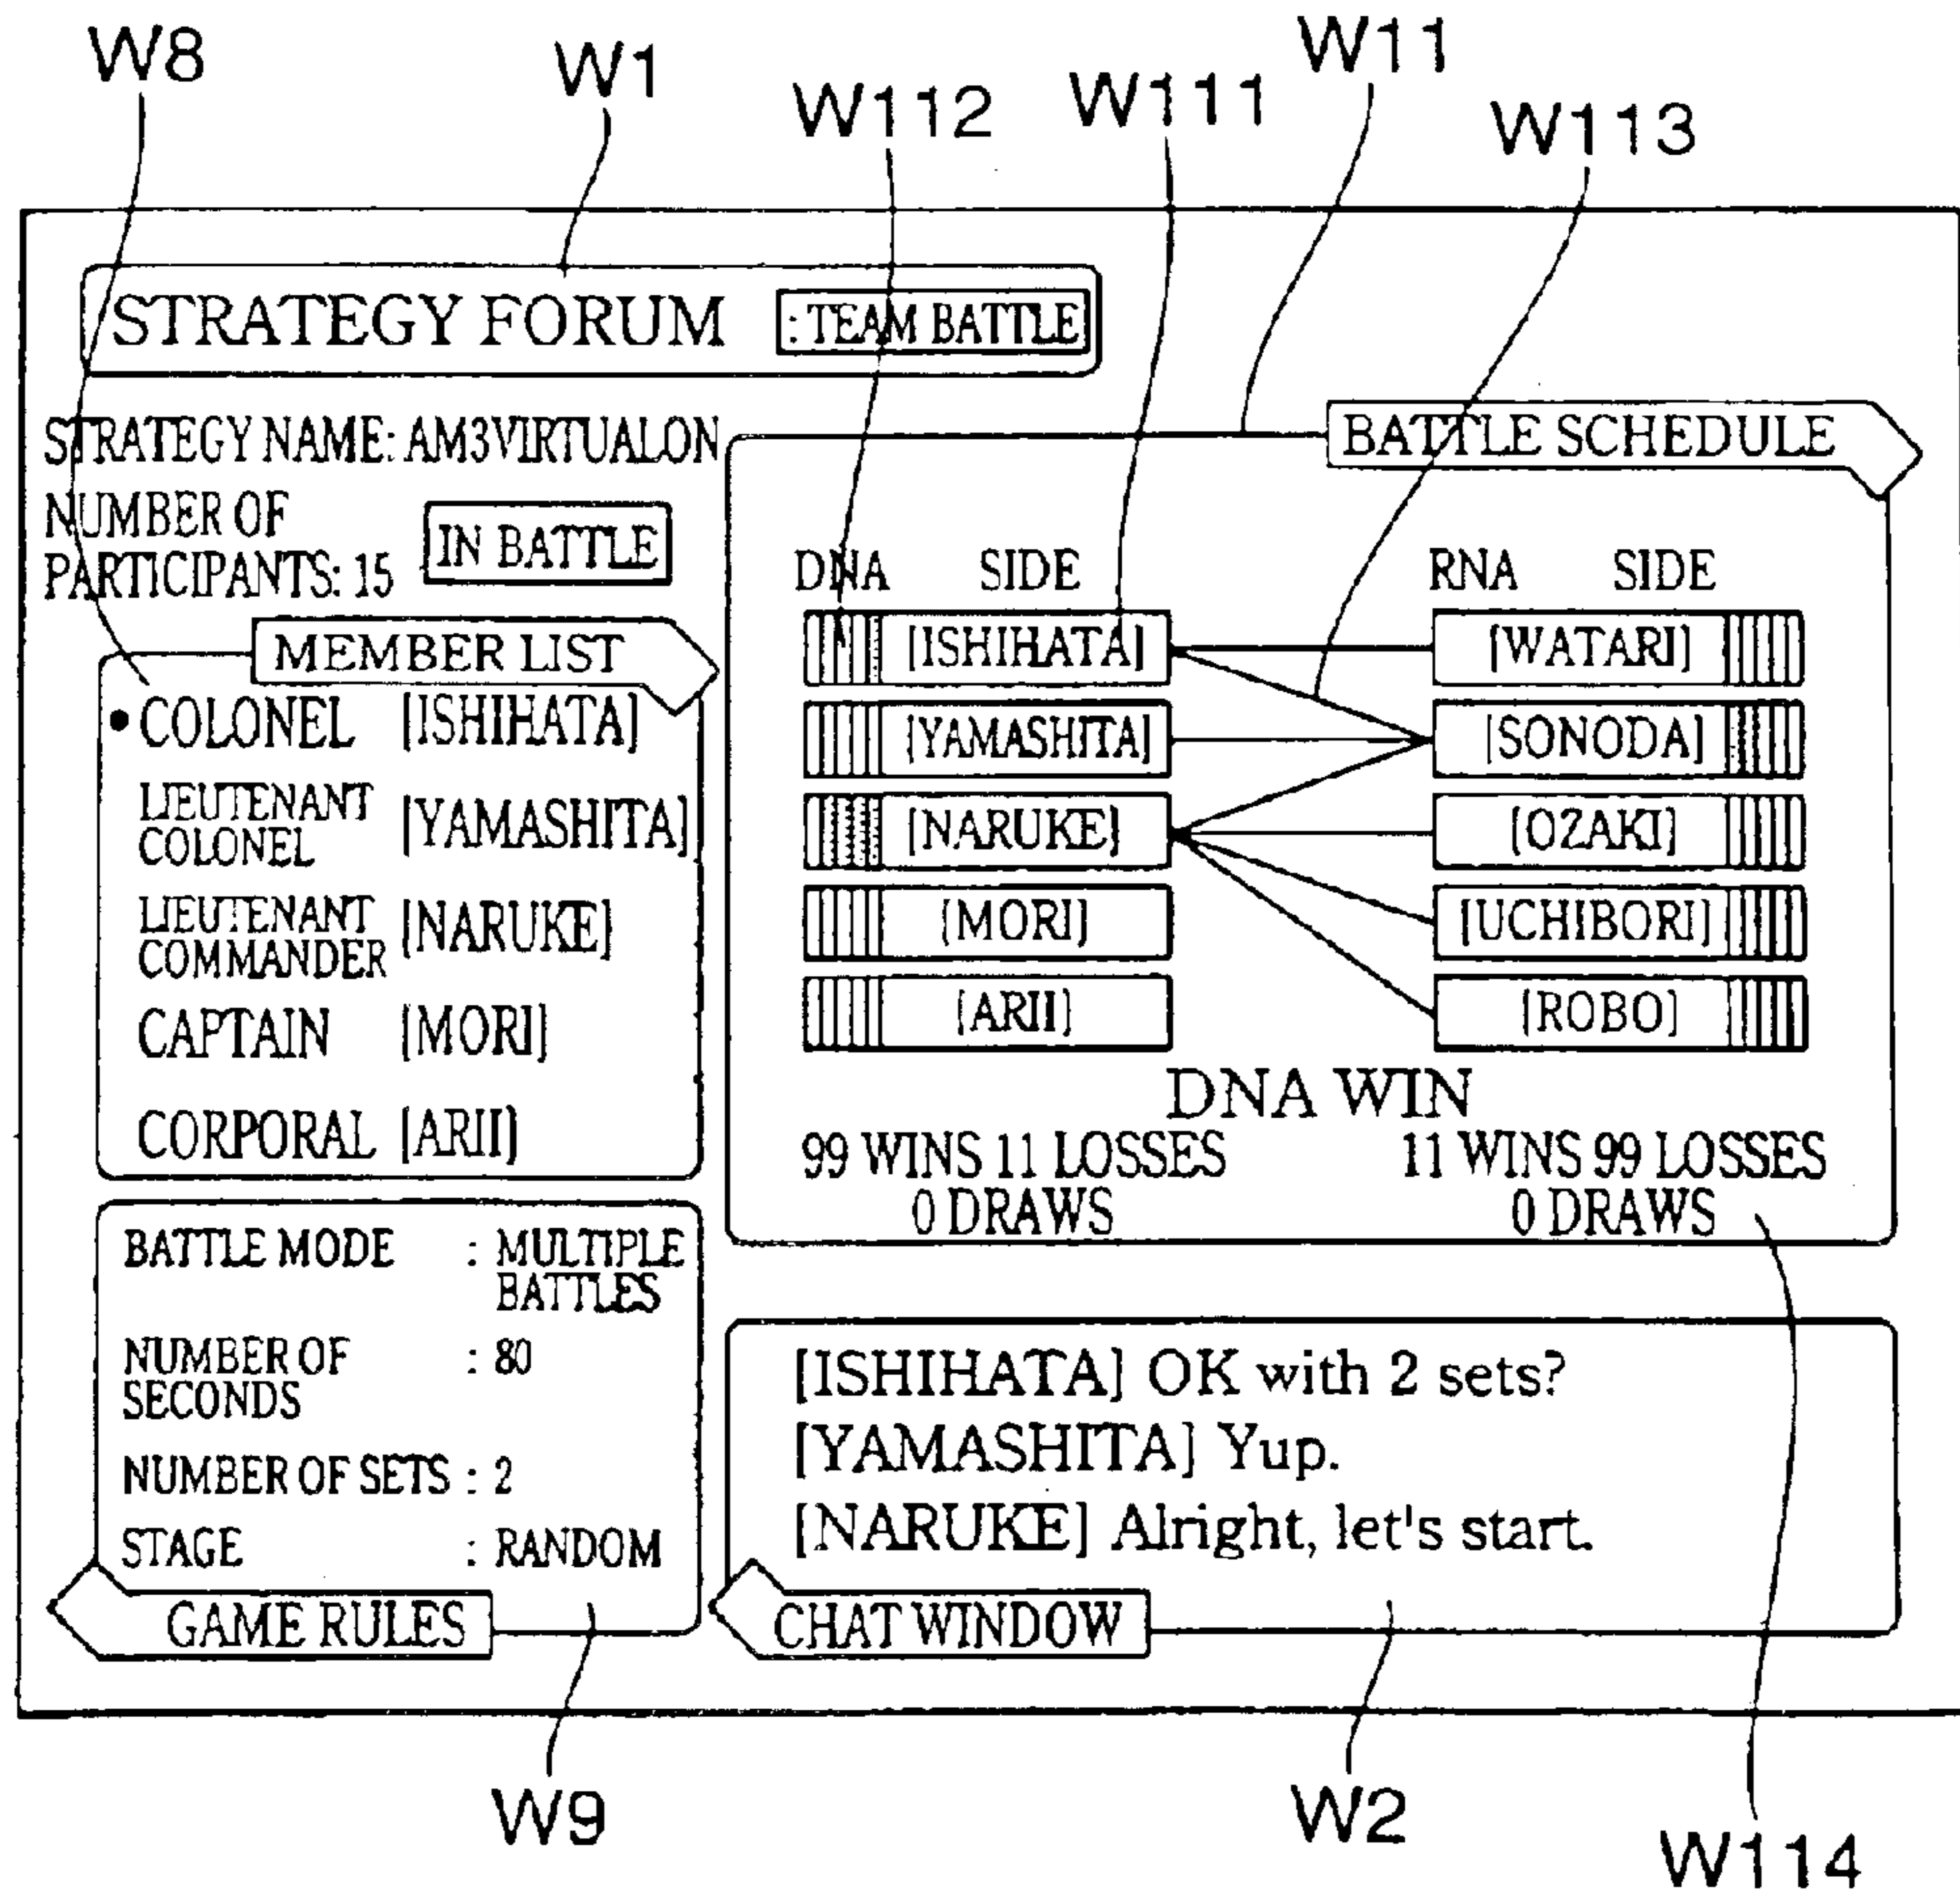 W8
W1
W112
W111
W11
W113
STRATEGY FORUM : TEAM BATTLE
STRATEGY NAME: AM3VIRTUALON
NUMBER OF
PARTICIPANTS: 15
IN BATTLE
MEMBER LIST
• COLONEL [ISHIHATA]
LIEUTENANT
COLONEL [YAMASHITA]
LIEUTENANT
COMMANDER [NARUKE]
CAPTAIN [MORI]
CORPORAL [ARII]
BATTLE SCHEDULE
DNA SIDE RNA SIDE
[ISHIHATA] [WATARI]
[YAMASHITA] [SONODA]
[NARUKE] [OZAKI]
[MORI] [UCHIBORI]
[ARII] [ROBO]
DNA WIN
99 WINS 11 LOSSES 11 WINS 99 LOSSES
0 DRAWS 0 DRAWS
BATTLE MODE : MULTIPLE
BATTLES
NUMBER OF : 80
SECONDS
NUMBER OF SETS : 2
STAGE : RANDOM
GAME RULES
[ISHIHATA] OK with 2 sets?
[YAMASHITA] Yup.
[NARUKE] Alright, let's start.
CHAT WINDOW
W9
W2
W114